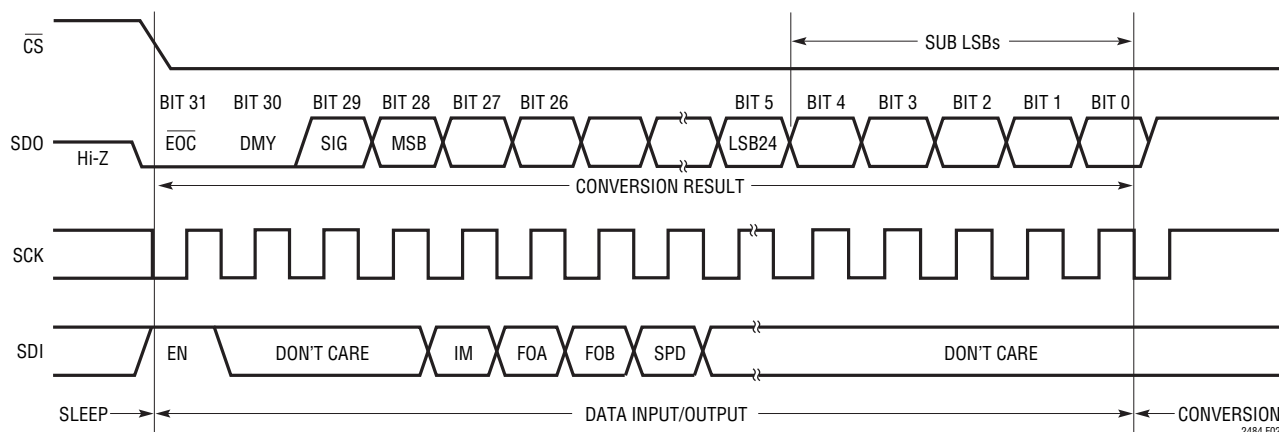 CS
SUB LSBs
BIT 31 BIT 30 BIT 29 BIT 28 BIT 27 BIT 26 BIT 5 BIT 4 BIT 3 BIT 2 BIT 1 BIT 0
SDO Hi-Z EOC DMY SIG MSB LSB24
CONVERSION RESULT
SCK
SDI EN DON'T CARE IM FOA FOB SPD DON'T CARE
SLEEP DATA INPUT/OUTPUT CONVERSION
2484 F02